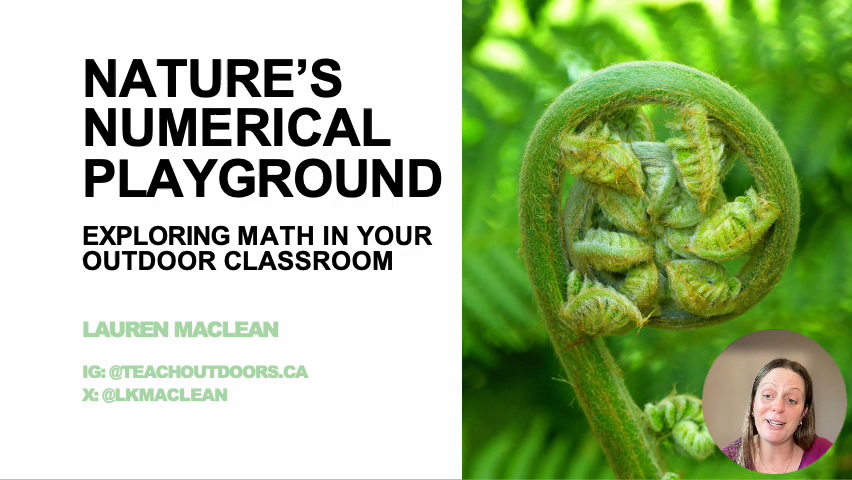 NATURE’S
NUMERICAL
PLAYGROUND
EXPLORING MATH IN YOUR
OUTDOOR CLASSROOM
LAUREN MACLEAN
IG: @TEACHOUTDOORS.CA
X: @LKMACLEAN